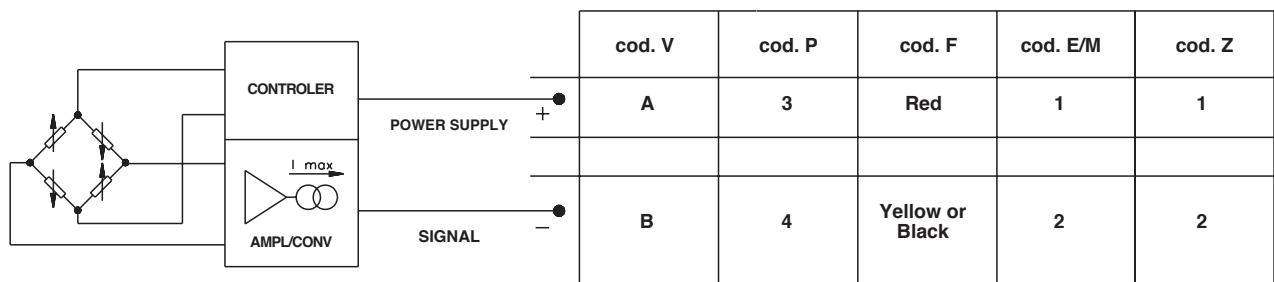 cod. V cod. P cod. F cod. E/M cod. Z
CONTROLER
POWER SUPPLY + A 3 Red 1 1
I max
AMPL/CONV
SIGNAL – B 4 Yellow or Black 2 2